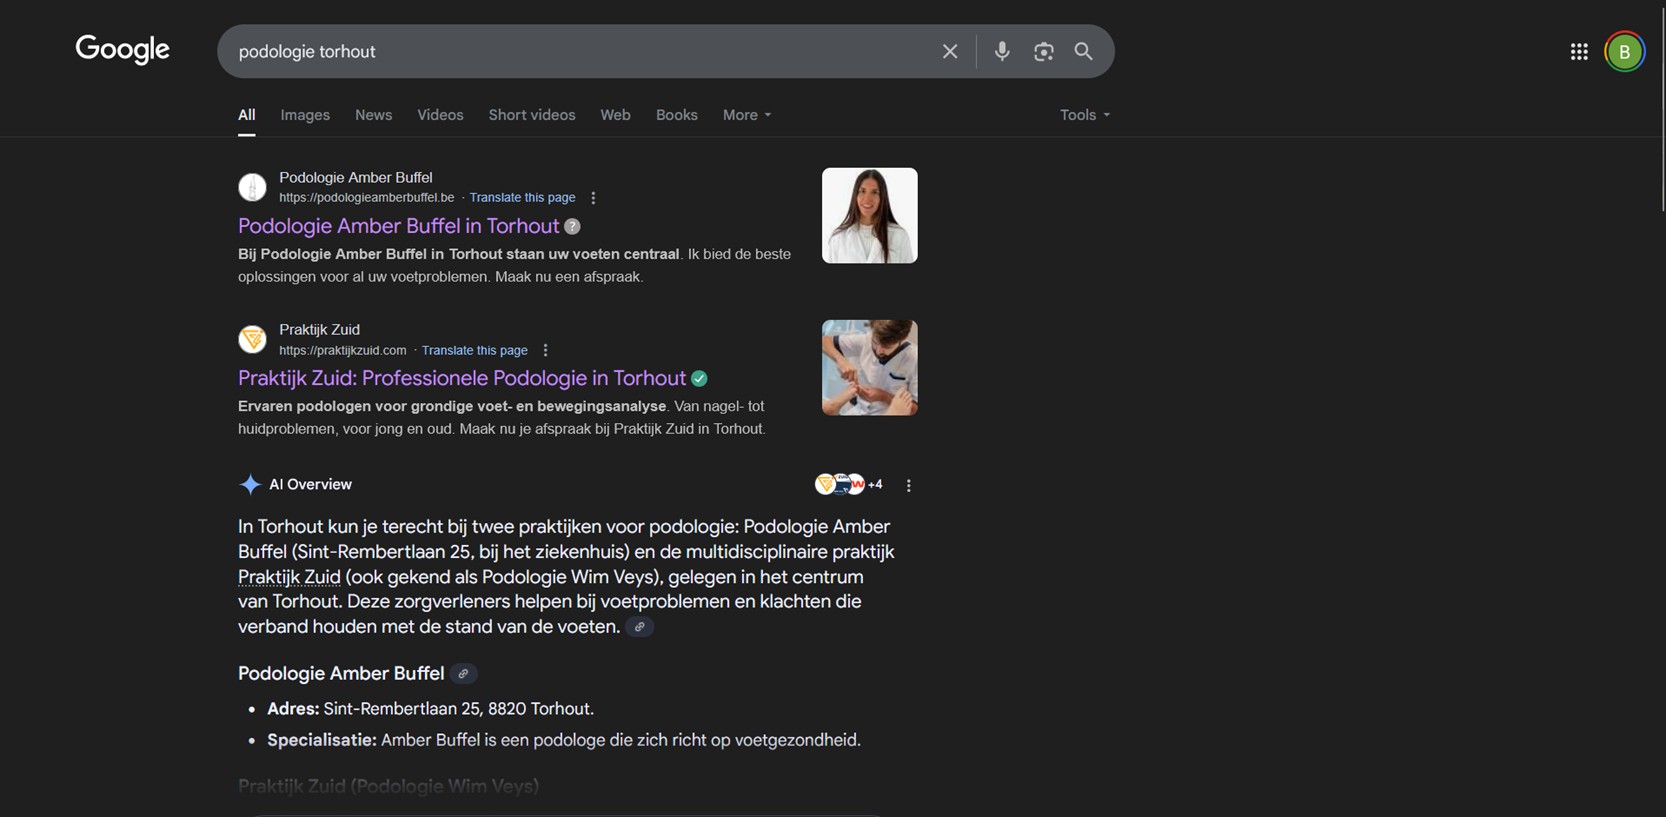 Google
podologie torhout
B
All
Images
News
Videos
Short videos
Web
Books
More
Tools
Podologie Amber Buffel
https://podologieamberbuffel.be · Translate this page
Podologie Amber Buffel in Torhout
Bij Podologie Amber Buffel in Torhout staan uw voeten centraal. Ik bied de beste
oplossingen voor al uw voetproblemen. Maak nu een afspraak.
Praktijk Zuid
https://praktijkzuid.com · Translate this page
Praktijk Zuid: Professionele Podologie in Torhout
Ervaren podologen voor grondige voet- en bewegingsanalyse. Van nagel- tot
huidproblemen, voor jong en oud. Maak nu je afspraak bij Praktijk Zuid in Torhout.
AI Overview
+4
In Torhout kun je terecht bij twee praktijken voor podologie: Podologie Amber
Buffel (Sint-Rembertlaan 25, bij het ziekenhuis) en de multidisciplinaire praktijk
Praktijk Zuid (ook gekend als Podologie Wim Veys), gelegen in het centrum
van Torhout. Deze zorgverleners helpen bij voetproblemen en klachten die
verband houden met de stand van de voeten.
Podologie Amber Buffel
• Adres: Sint-Rembertlaan 25, 8820 Torhout.
• Specialisatie: Amber Buffel is een podologe die zich richt op voetgezondheid.
Praktijk Zuid (Podologie Wim Veys)